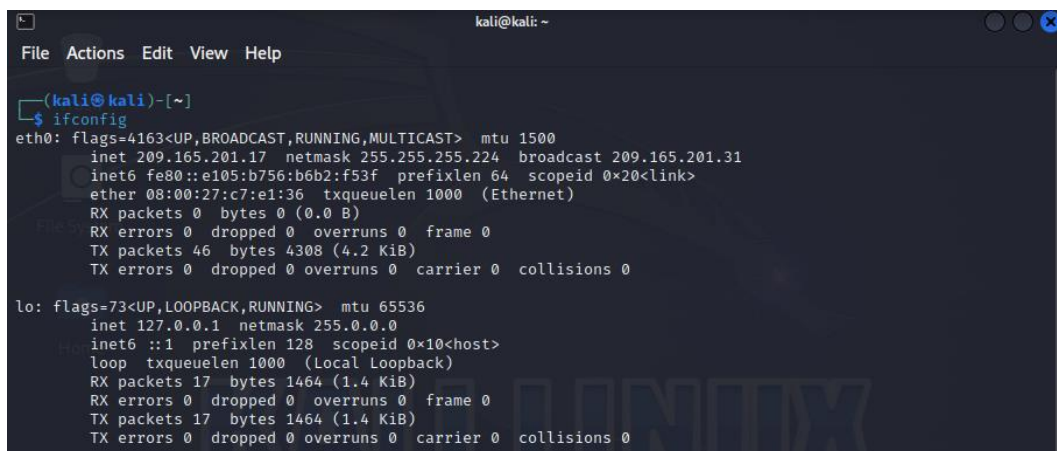 kali@kali: ~
File Actions Edit View Help
(kali㉿kali)-[~]
$ ifconfig
eth0: flags=4163<UP,BROADCAST,RUNNING,MULTICAST> mtu 1500
inet 209.165.201.17 netmask 255.255.255.224 broadcast 209.165.201.31
inet6 fe80::e105:b756:b6b2:f53f prefixlen 64 scopeid 0×20<link>
ether 08:00:27:c7:e1:36 txqueuelen 1000 (Ethernet)
RX packets 0 bytes 0 (0.0 B)
RX errors 0 dropped 0 overruns 0 frame 0
TX packets 46 bytes 4308 (4.2 KiB)
TX errors 0 dropped 0 overruns 0 carrier 0 collisions 0
lo: flags=73<UP,LOOPBACK,RUNNING> mtu 65536
inet 127.0.0.1 netmask 255.0.0.0
inet6 ::1 prefixlen 128 scopeid 0×10<host>
loop txqueuelen 1000 (Local Loopback)
RX packets 17 bytes 1464 (1.4 KiB)
RX errors 0 dropped 0 overruns 0 frame 0
TX packets 17 bytes 1464 (1.4 KiB)
TX errors 0 dropped 0 overruns 0 carrier 0 collisions 0
KALI LINUX